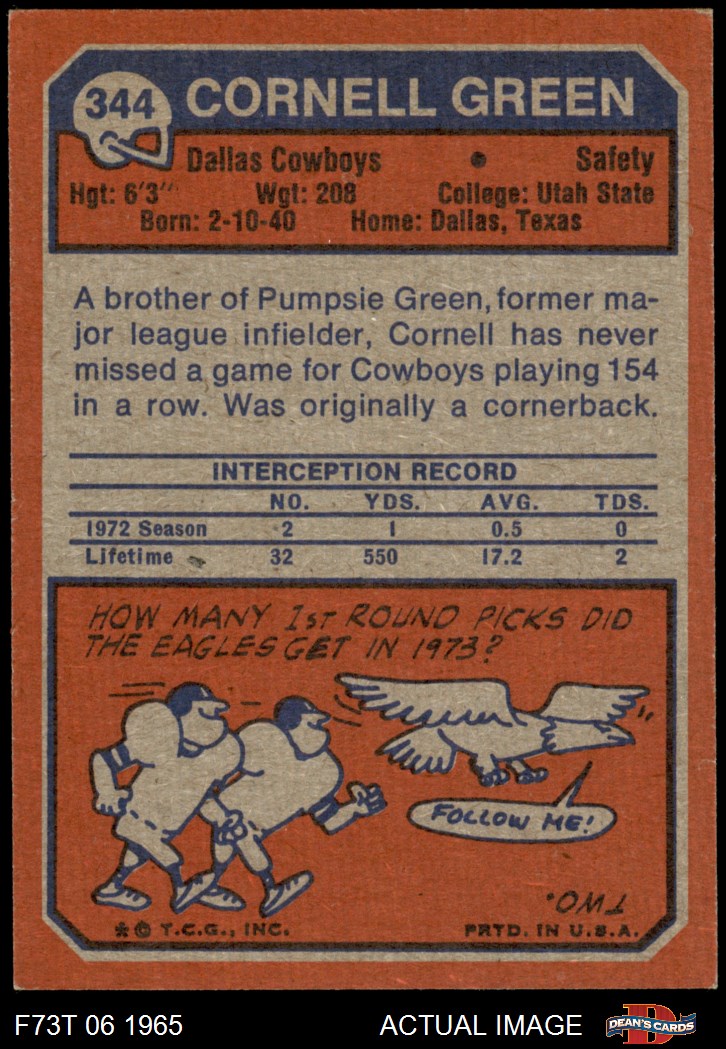 344 CORNELL GREEN
Dallas Cowboys • Safety
Hgt: 6'3" Wgt: 208 College: Utah State
Born: 2-10-40 Home: Dallas, Texas
A brother of Pumpsie Green, former ma-
jor league infielder, Cornell has never
missed a game for Cowboys playing 154
in a row. Was originally a cornerback.
INTERCEPTION RECORD
NO. YDS. AVG. TDS.
1972 Season 2 1 0.5 0
Lifetime 32 550 17.2 2
HOW MANY 1ST ROUND PICKS DID
THE EAGLES GET IN 1973?
FOLLOW ME!
TWO.
* © T.C.G., INC. PRTD. IN U.S.A.
F73T 06 1965 ACTUAL IMAGE D DEAN'S CARDS